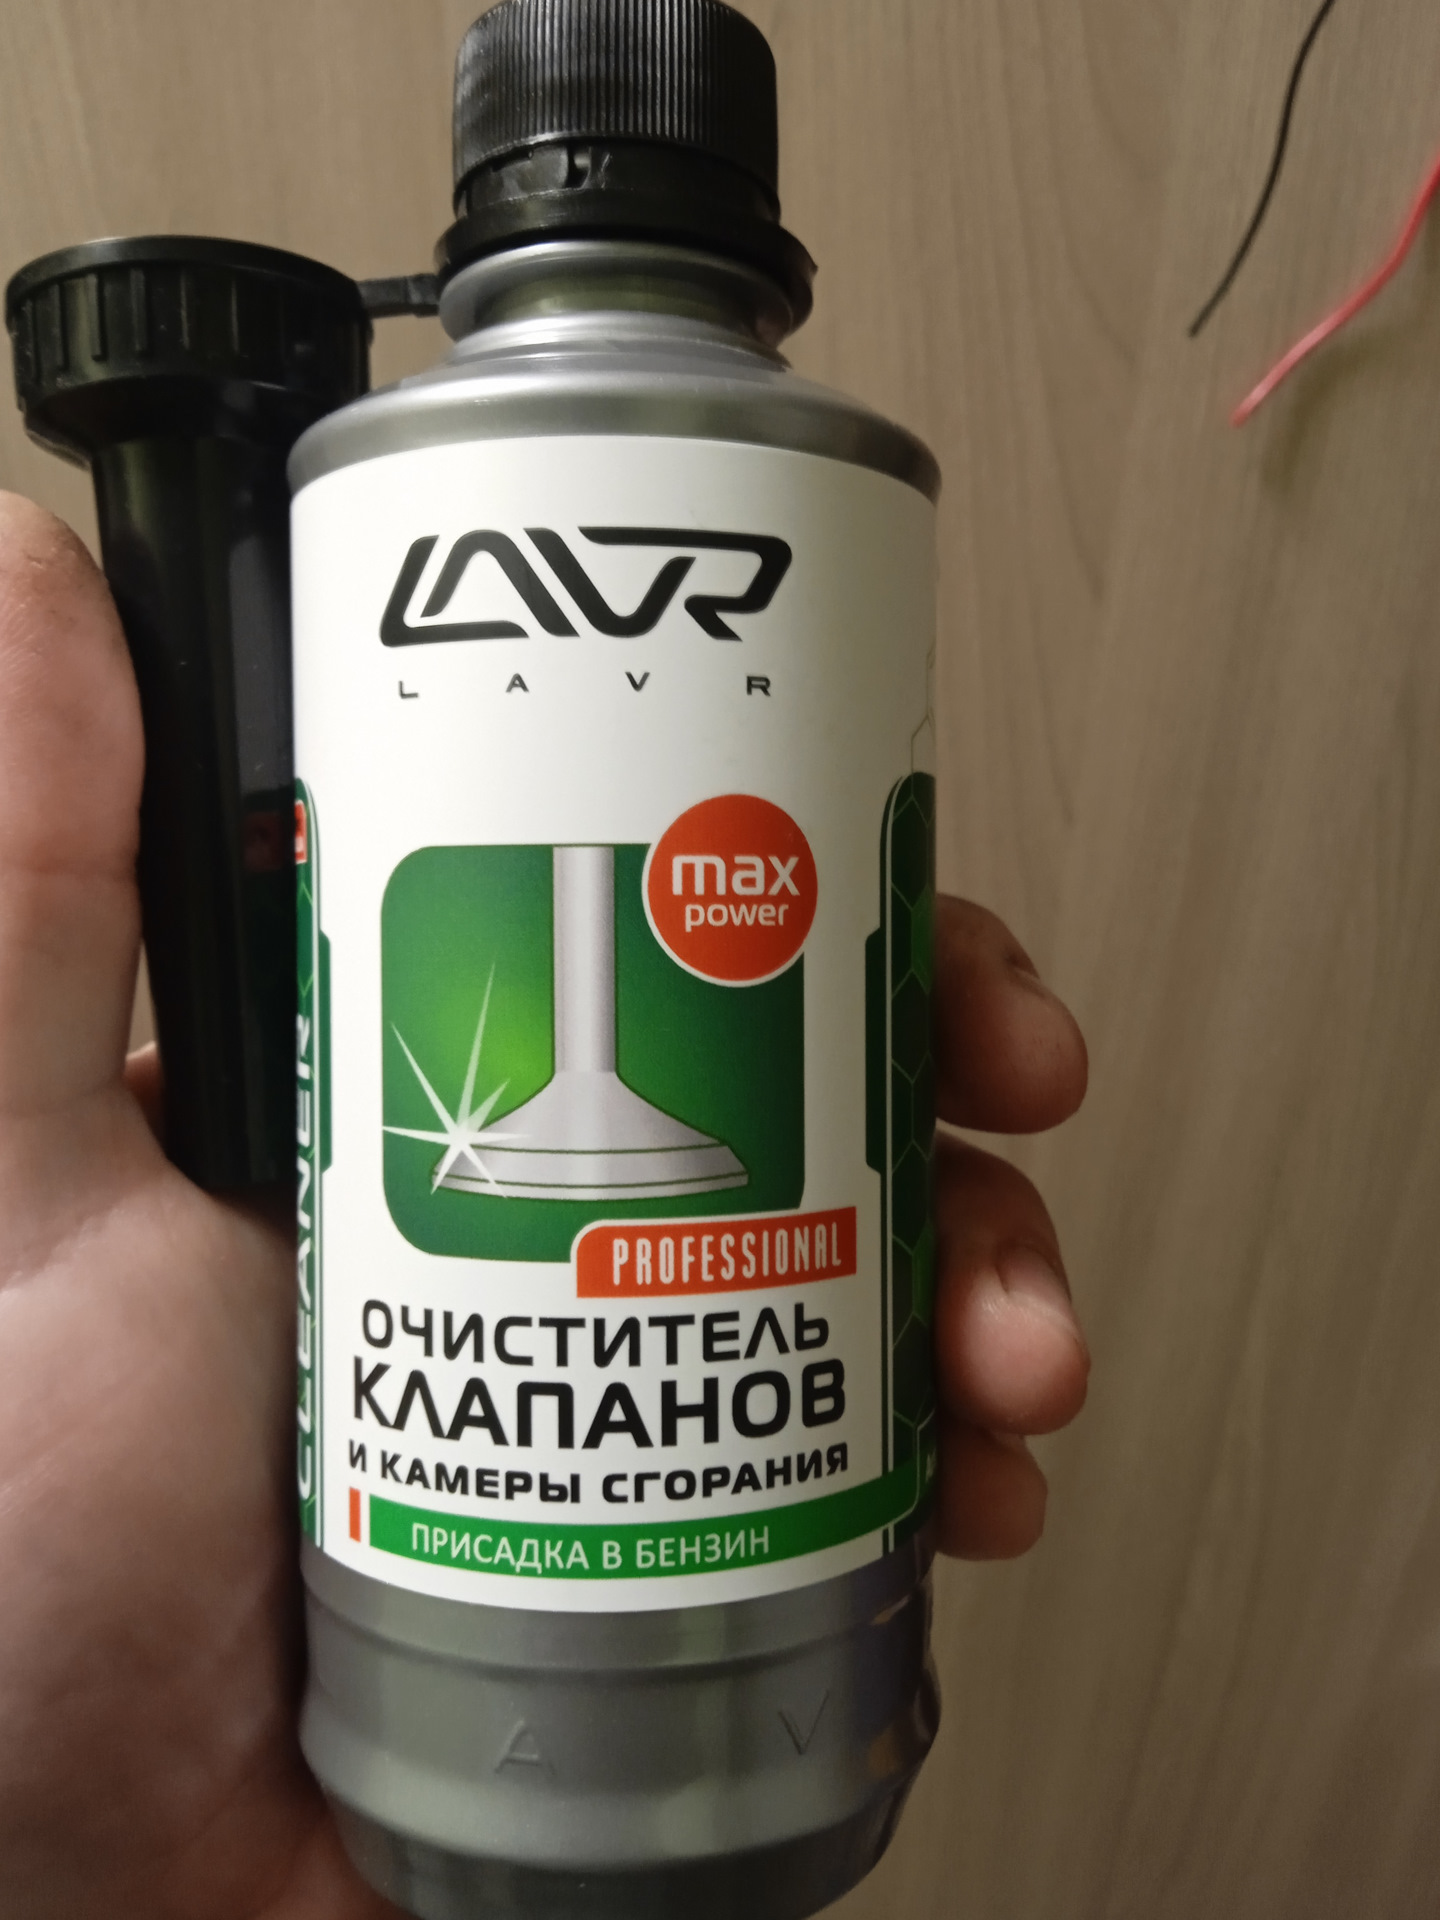 LAVR
LAVR
max
power
PROFESSIONAL
ОЧИСТИТЕЛЬ
КЛАПАНОВ
И КАМЕРЫ СГОРАНИЯ
ПРИСАДКА В БЕНЗИН
CLEANER
A V